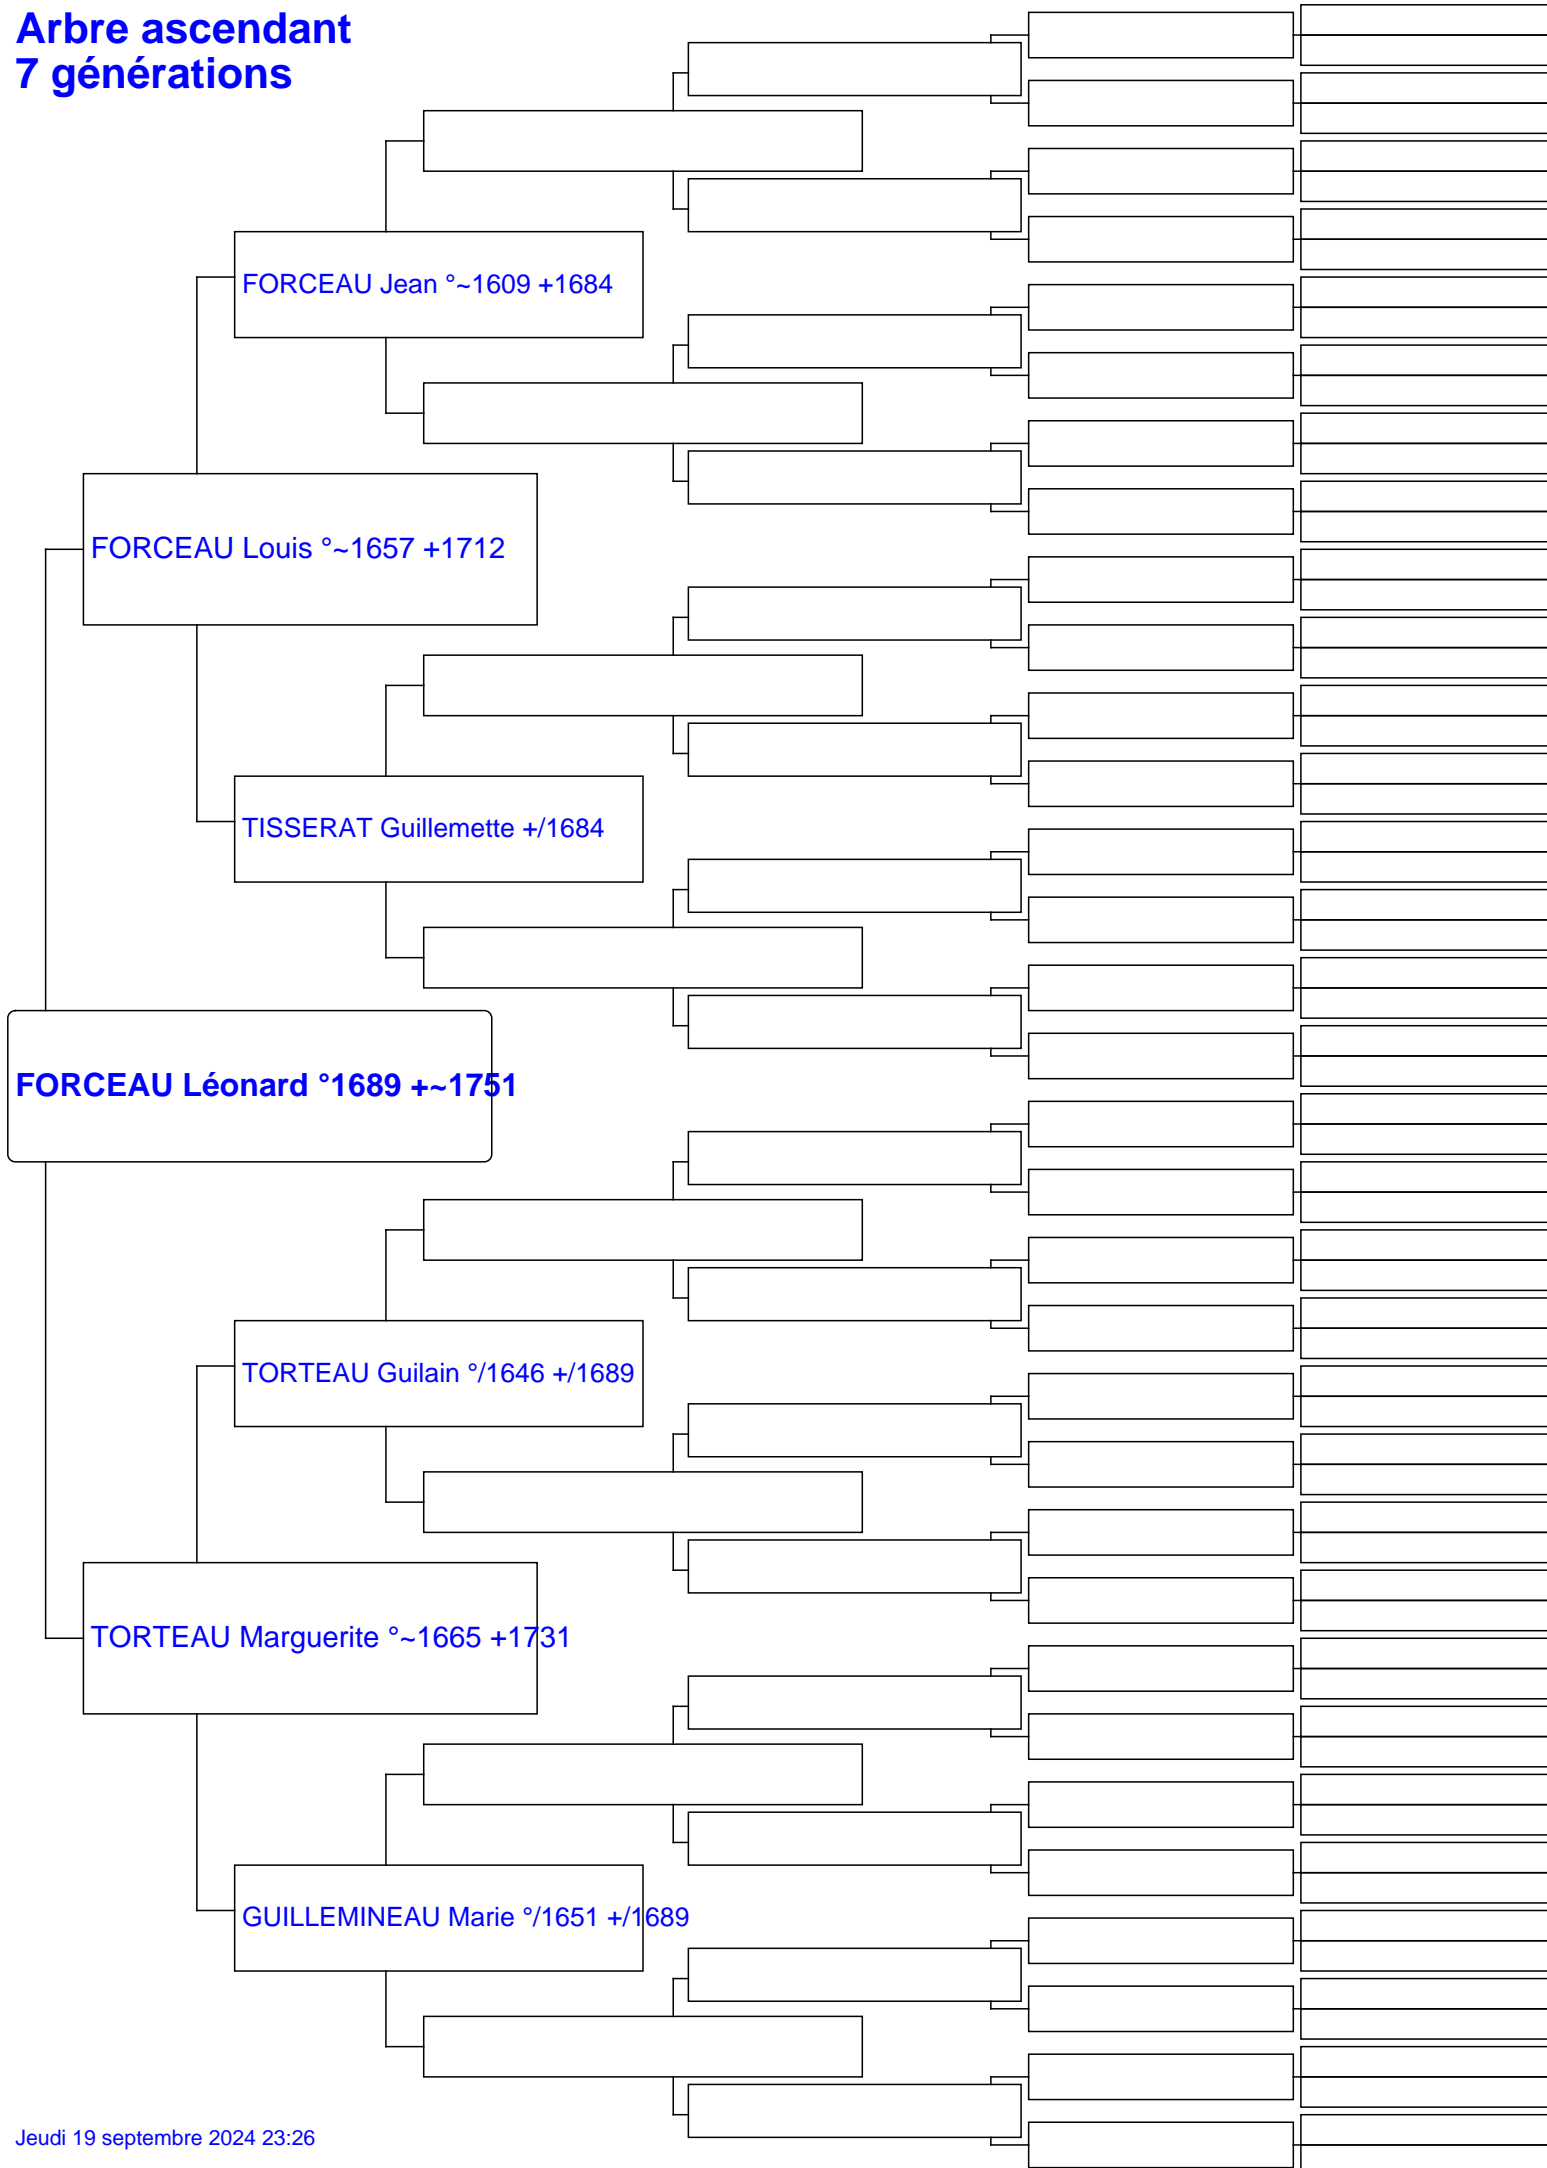 Arbre ascendant
7 générations
FORCEAU Jean °~1609 +1684
FORCEAU Louis °~1657 +1712
TISSERAT Guillemette +/1684
FORCEAU Léonard °1689 +~1751
TORTEAU Guilain °/1646 +/1689
TORTEAU Marguerite °~1665 +1731
GUILLEMINEAU Marie °/1651 +/1689
Jeudi 19 septembre 2024 23:26